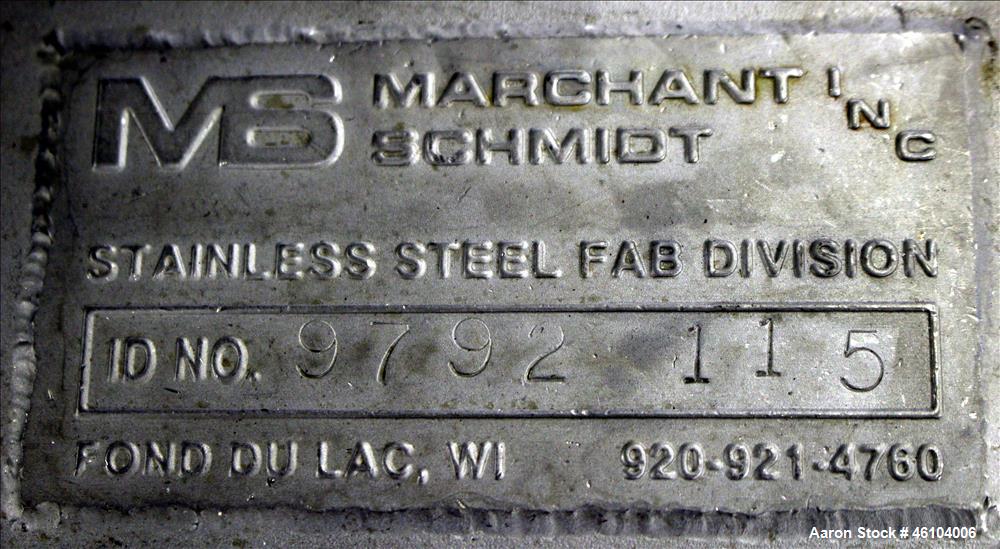 MS MARCHANT INC
SCHMIDT
STAINLESS STEEL FAB DIVISION
ID NO. 9792 115
FOND DU LAC, WI 920-921-4760
Aaron Stock # 46104006